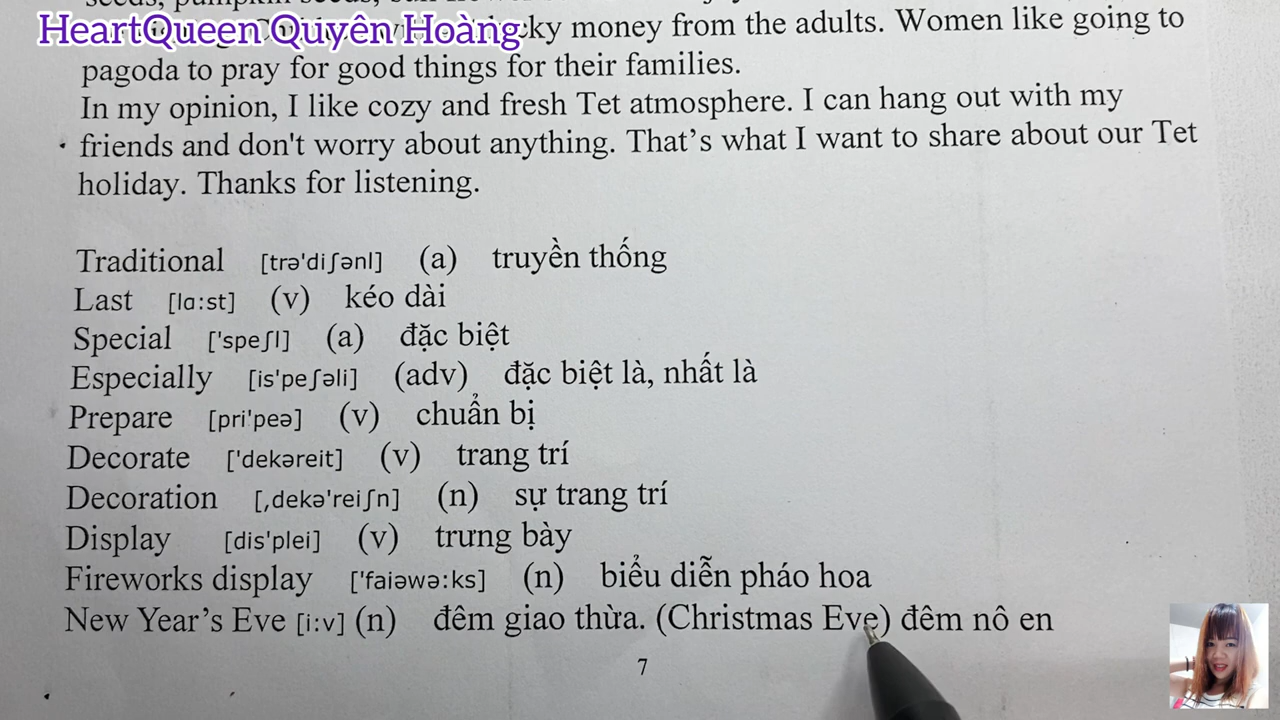 seeds, pumpkin seeds,
HeartQueen Quyên Hoàng
money from the adults. Women like going to
pagoda to pray for good things for their families.
In my opinion, I like cozy and fresh Tet atmosphere. I can hang out with my
friends and don't worry about anything. That's what I want to share about our Tet
holiday. Thanks for listening.
Traditional [trə'diʃənl] (a) truyền thống
Last [lɑ:st] (v) kéo dài
Special ['speʃl] (a) đặc biệt
Especially [is'peʃəli] (adv) đặc biệt là, nhất là
Prepare [pri'peə] (v) chuẩn bị
Decorate ['dekəreit] (v) trang trí
Decoration [,dekə'reiʃn] (n) sự trang trí
Display [dis'plei] (v) trưng bày
Fireworks display ['faiəwə:ks] (n) biểu diễn pháo hoa
New Year's Eve [i:v] (n) đêm giao thừa. (Christmas Eve) đêm nô en
7